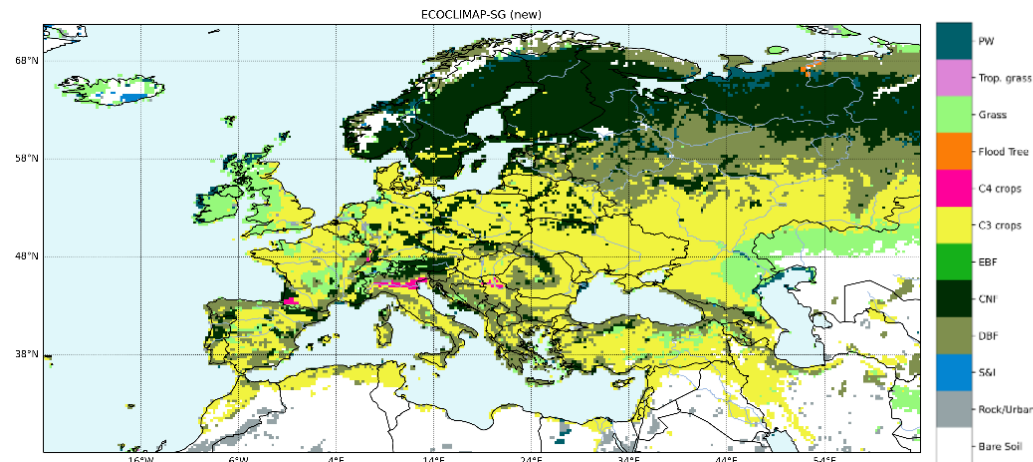 ECOCLIMAP-SG (new)
68°N
58°N
48°N
38°N
16°W
6°W
4°E
14°E
24°E
34°E
44°E
54°E
PW
Trop. grass
Grass
Flood Tree
C4 crops
C3 crops
EBF
CNF
DBF
S&I
Rock/Urban
Bare Soil